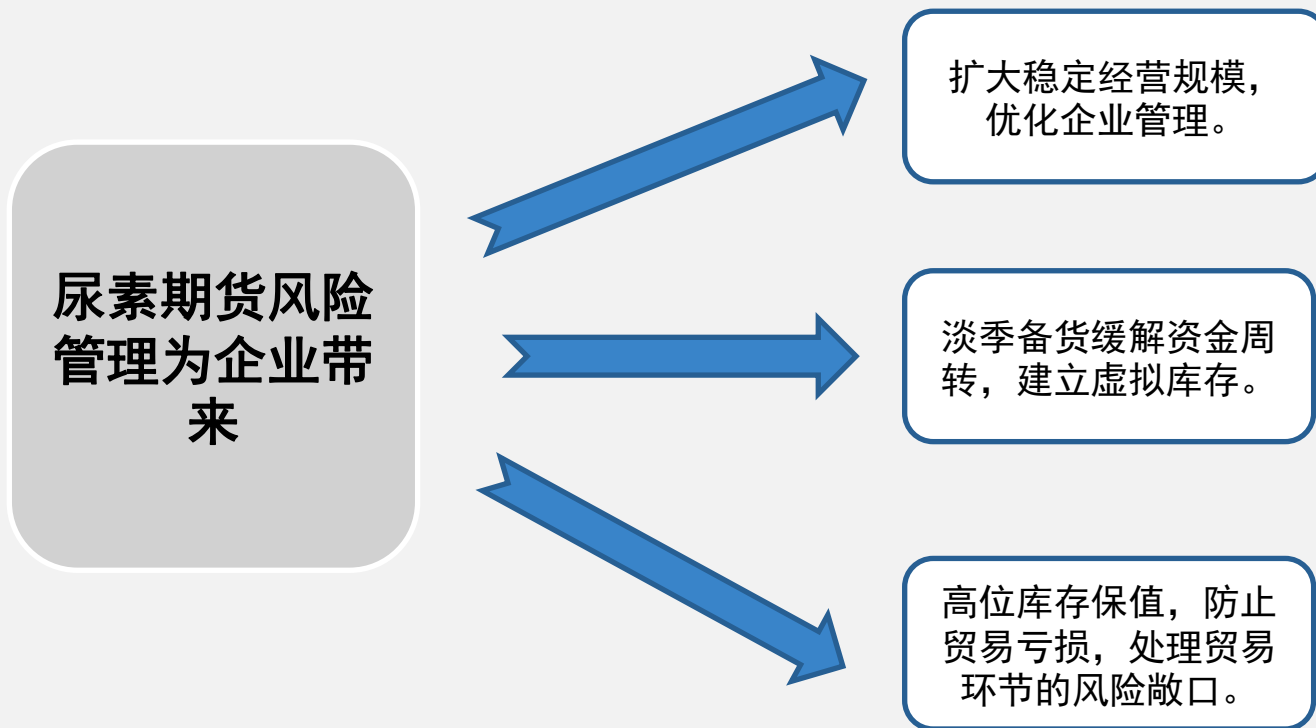 尿素期货风险
管理为企业带
来
扩大稳定经营规模，
优化企业管理。
淡季备货缓解资金周
转，建立虚拟库存。
高位库存保值，防止
贸易亏损，处理贸易
环节的风险敞口。